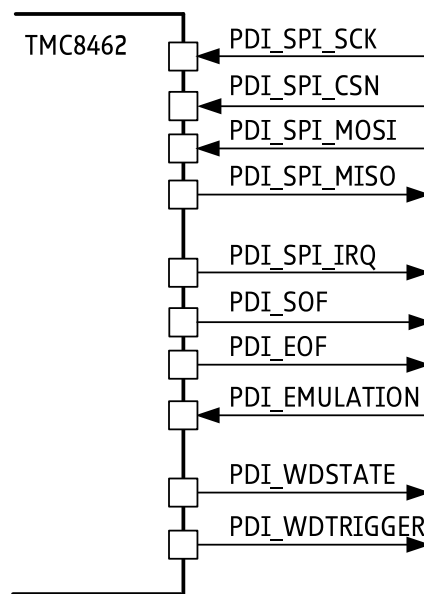 TMC8462
PDI_SPI_SCK
PDI_SPI_CSN
PDI_SPI_MOSI
PDI_SPI_MISO
PDI_SPI_IRQ
PDI_SOF
PDI_EOF
PDI_EMULATION
PDI_WDSTATE
PDI_WDTRIGGER